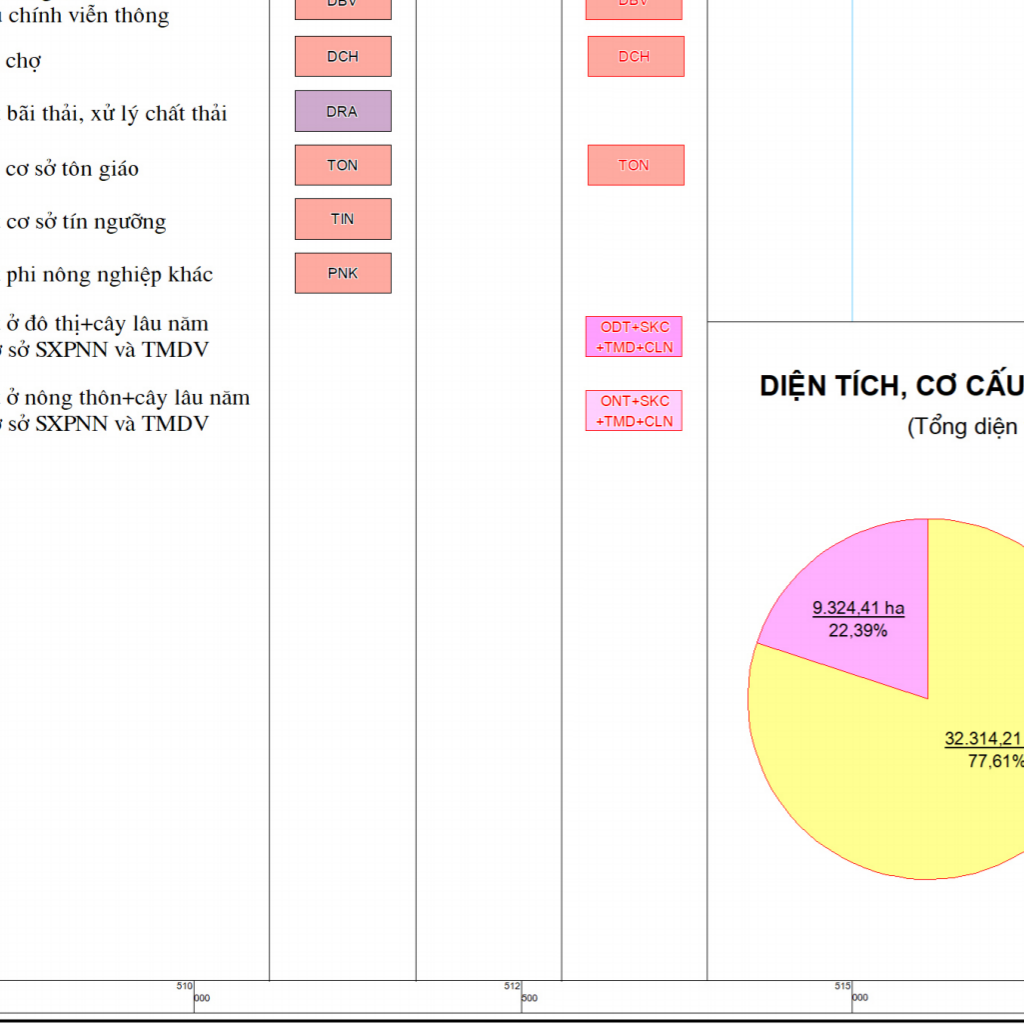 chính viễn thông
DBV
DBV
chợ
DCH
DCH
bãi thải, xử lý chất thải
DRA
cơ sở tôn giáo
TON
TON
cơ sở tín ngưỡng
TIN
phi nông nghiệp khác
PNK
ở đô thị+cây lâu năm
sở SXPNN và TMDV
ODT+SKC
+TMD+CLN
ở nông thôn+cây lâu năm
sở SXPNN và TMDV
ONT+SKC
+TMD+CLN
DIỆN TÍCH, CƠ CẤU
(Tổng diện
9.324,41 ha
22,39%
32.314,21
77,61%
510
000
512
500
515
000